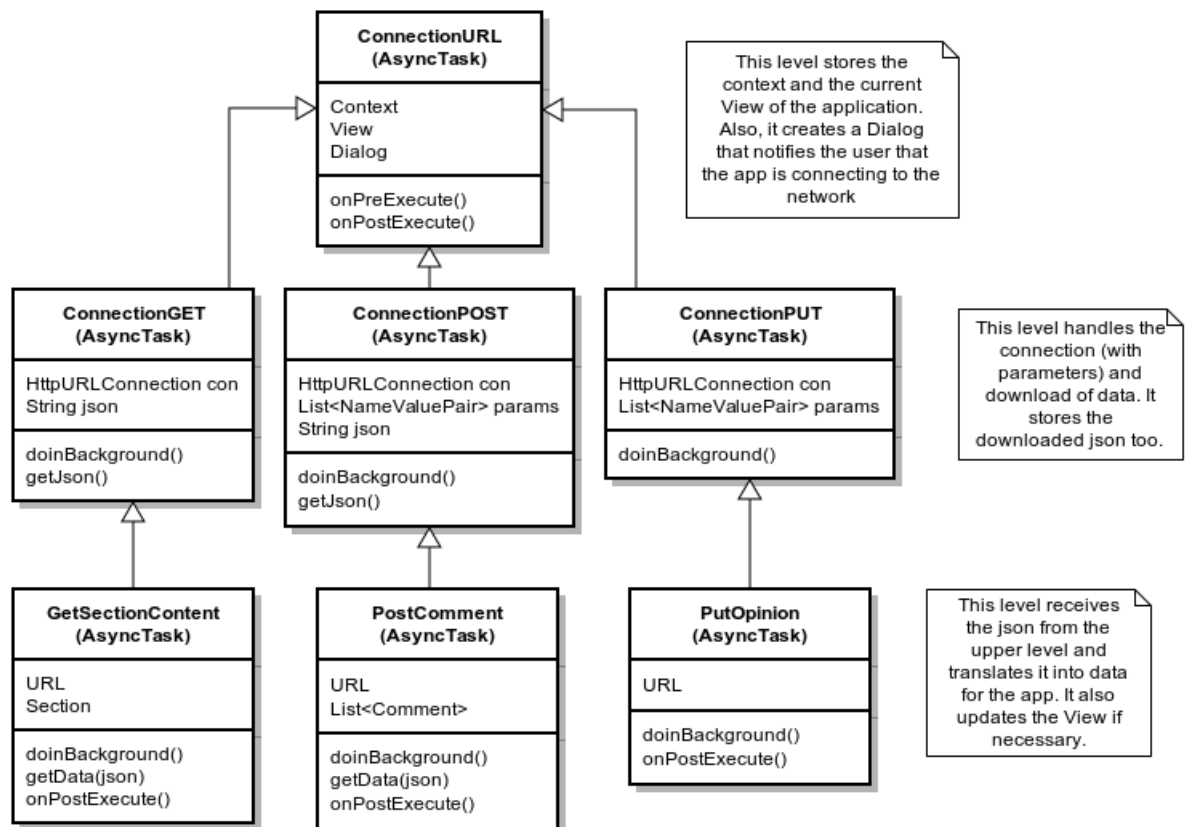 ConnectionURL
(AsyncTask)
Context
View
Dialog
onPreExecute()
onPostExecute()
This level stores the
context and the current
View of the application.
Also, it creates a Dialog
that notifies the user that
the app is connecting to the
network
ConnectionGET
(AsyncTask)
HttpURLConnection con
String json
doinBackground()
getJson()
ConnectionPOST
(AsyncTask)
HttpURLConnection con
List<NameValuePair> params
String json
doinBackground()
getJson()
ConnectionPUT
(AsyncTask)
HttpURLConnection con
List<NameValuePair> params
doinBackground()
This level handles the
connection (with
parameters) and
download of data. It
stores the
downloaded json too.
GetSectionContent
(AsyncTask)
URL
Section
doinBackground()
getData(json)
onPostExecute()
PostComment
(AsyncTask)
URL
List<Comment>
doinBackground()
getData(json)
onPostExecute()
PutOpinion
(AsyncTask)
URL
doinBackground()
onPostExecute()
This level receives
the json from the
upper level and
translates it into data
for the app. It also
updates the View if
necessary.